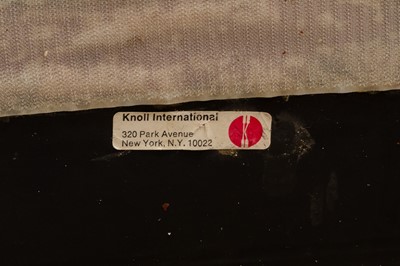 Knoll International
320 Park Avenue
New York, N.Y. 10022